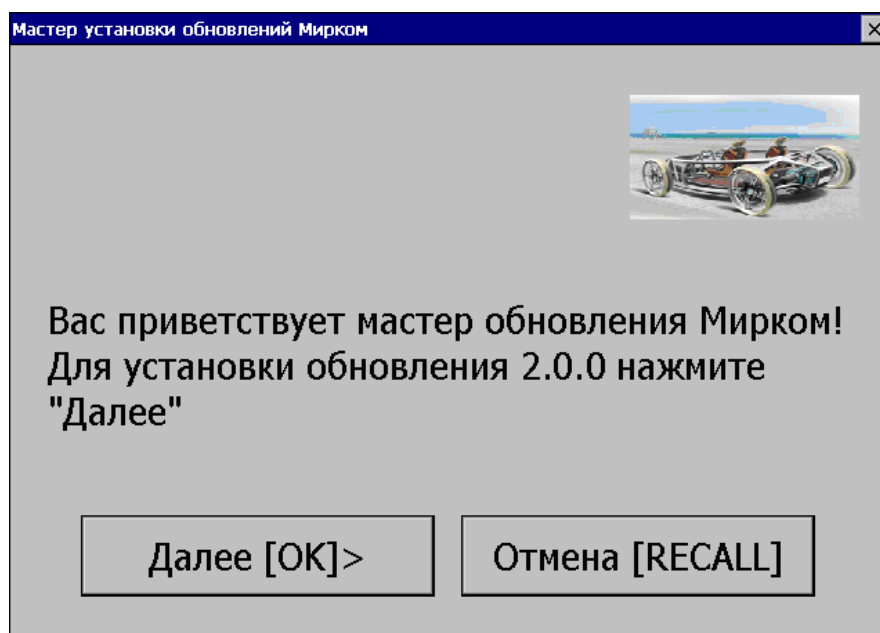 Мастер установки обновлений Мирком
Вас приветствует мастер обновления Мирком!
Для установки обновления 2.0.0 нажмите
"Далее"
Далее [OK]>
Отмена [RECALL]